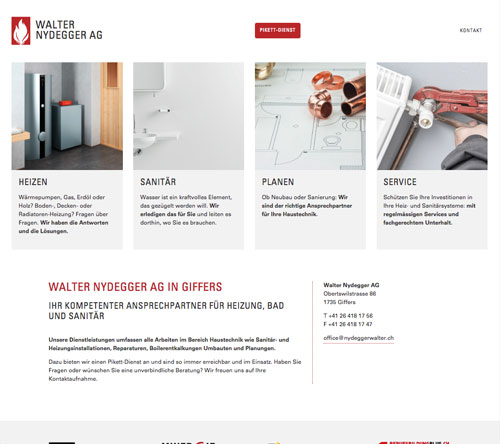 WALTER
NYDEGGER AG
PIKETT-DIENST
KONTAKT
HEIZEN
Wärmepumpen, Gas, Erdöl oder
Holz? Boden-, Decken- oder
Radiatoren-Heizung? Fragen über
Fragen. Wir haben die Antworten
und die Lösungen.
SANITÄR
Wasser ist ein kraftvolles Element,
das gezügelt werden will. Wir
erledigen das für Sie und leiten es
dorthin, wo Sie es brauchen.
PLANEN
Ob Neubau oder Sanierung: Wir
sind der richtige Ansprechpartner
für Ihre Haustechnik.
SERVICE
Schützen Sie Ihre Investitionen in
Ihre Heiz- und Sanitärsysteme: mit
regelmässigen Services und
fachgerechtem Unterhalt.
WALTER NYDEGGER AG IN GIFFERS
IHR KOMPETENTER ANSPRECHPARTNER FÜR HEIZUNG, BAD
UND SANITÄR
Unsere Dienstleistungen umfassen alle Arbeiten im Bereich Haustechnik wie Sanitär- und
Heizungsinstallationen, Reparaturen, Boilerentkalkungen Umbauten und Planungen.
Dazu bieten wir einen Pikett-Dienst an und sind so immer erreichbar und im Einsatz. Haben Sie
Fragen oder wünschen Sie eine unverbindliche Beratung? Wir freuen uns auf Ihre
Kontaktaufnahme.
Walter Nydegger AG
Obertswilstrasse 86
1735 Giffers
T +41 26 418 17 56
F +41 26 418 17 47
office@nydeggerwalter.ch